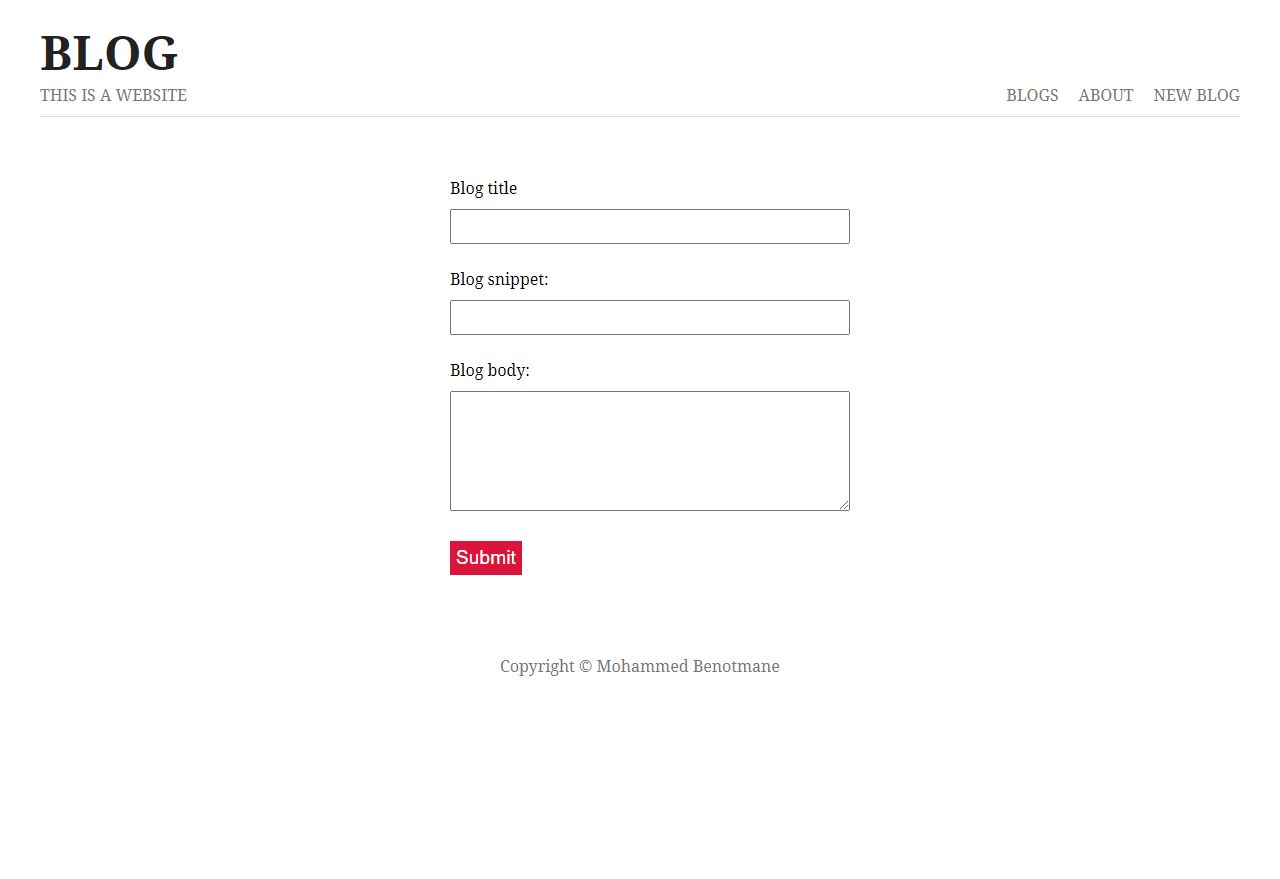 BLOG
THIS IS A WEBSITE
BLOGS ABOUT NEW BLOG
Blog title
Blog snippet:
Blog body:
Submit
Copyright © Mohammed Benotmane